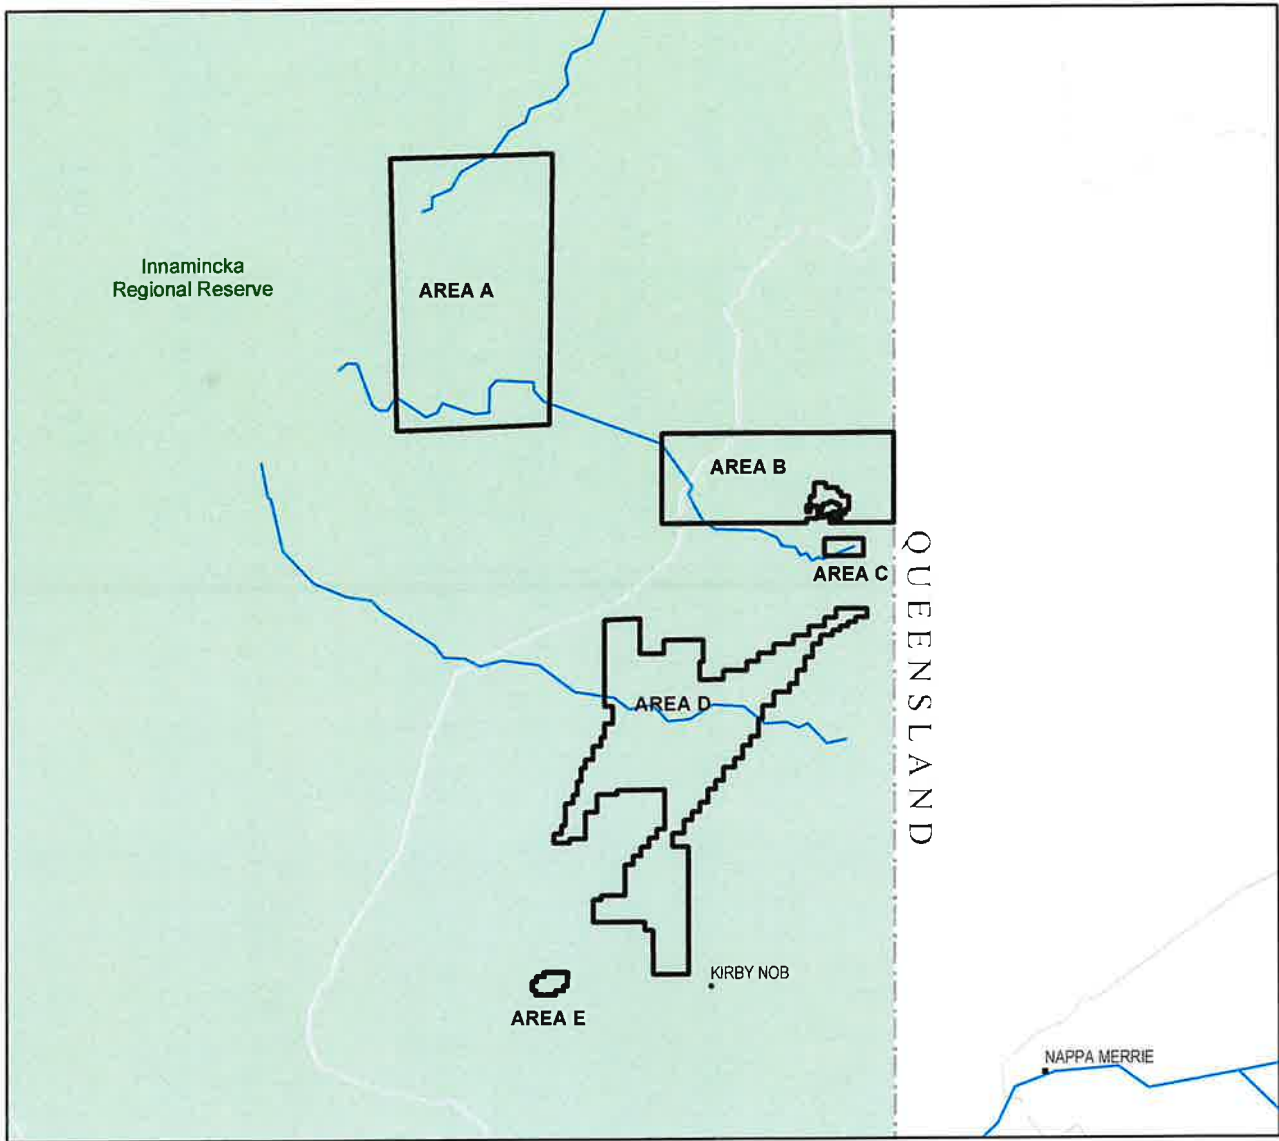 Innamincka
Regional Reserve
AREA A
AREA B
AREA C
QUEENSLAND
AREA D
KIRBY NOB
AREA E
NAPPA MERRIE